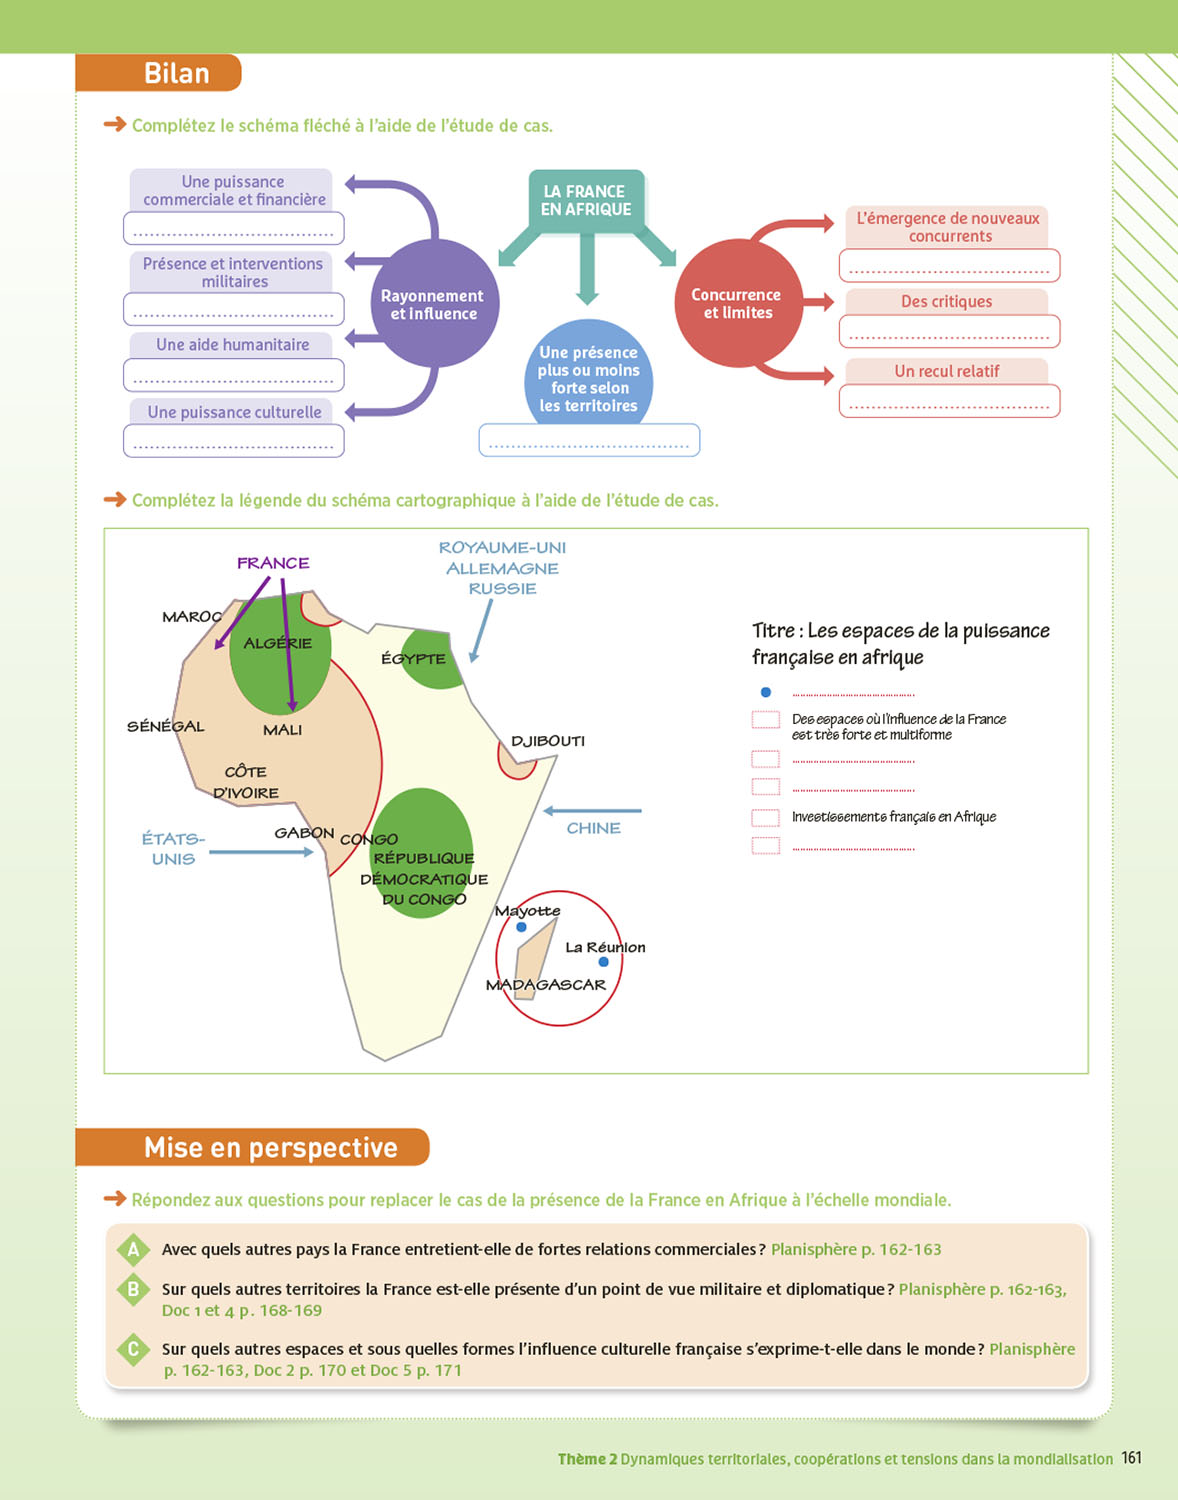 Bilan
➔ Complétez le schéma fléché à l'aide de l'étude de cas.
Une puissance
commerciale et financière
....................................
Présence et interventions
militaires
....................................
Une aide humanitaire
....................................
Une puissance culturelle
....................................
Rayonnement
et influence
LA FRANCE
EN AFRIQUE
Une présence
plus ou moins
forte selon
les territoires
....................................
Concurrence
et limites
L'émergence de nouveaux
concurrents
....................................
Des critiques
....................................
Un recul relatif
....................................
➔ Complétez la légende du schéma cartographique à l'aide de l'étude de cas.
FRANCE
ROYAUME-UNI
ALLEMAGNE
RUSSIE
MAROC
ALGÉRIE
ÉGYPTE
SÉNÉGAL
MALI
DJIBOUTI
CÔTE
D'IVOIRE
GABON
CONGO
CHINE
ÉTATS-
UNIS
RÉPUBLIQUE
DÉMOCRATIQUE
DU CONGO
Mayotte
La Réunion
MADAGASCAR
Titre : Les espaces de la puissance
française en afrique
....................................
Des espaces où l'influence de la France
est très forte et multiforme
....................................
....................................
Investissements français en Afrique
....................................
Mise en perspective
➔ Répondez aux questions pour replacer le cas de la présence de la France en Afrique à l'échelle mondiale.
A Avec quels autres pays la France entretient-elle de fortes relations commerciales ? Planisphère p. 162-163
B Sur quels autres territoires la France est-elle présente d'un point de vue militaire et diplomatique ? Planisphère p. 162-163,
Doc 1 et 4 p. 168-169
C Sur quels autres espaces et sous quelles formes l'influence culturelle française s'exprime-t-elle dans le monde ? Planisphère
p. 162-163, Doc 2 p. 170 et Doc 5 p. 171
Thème 2 Dynamiques territoriales, coopérations et tensions dans la mondialisation 161